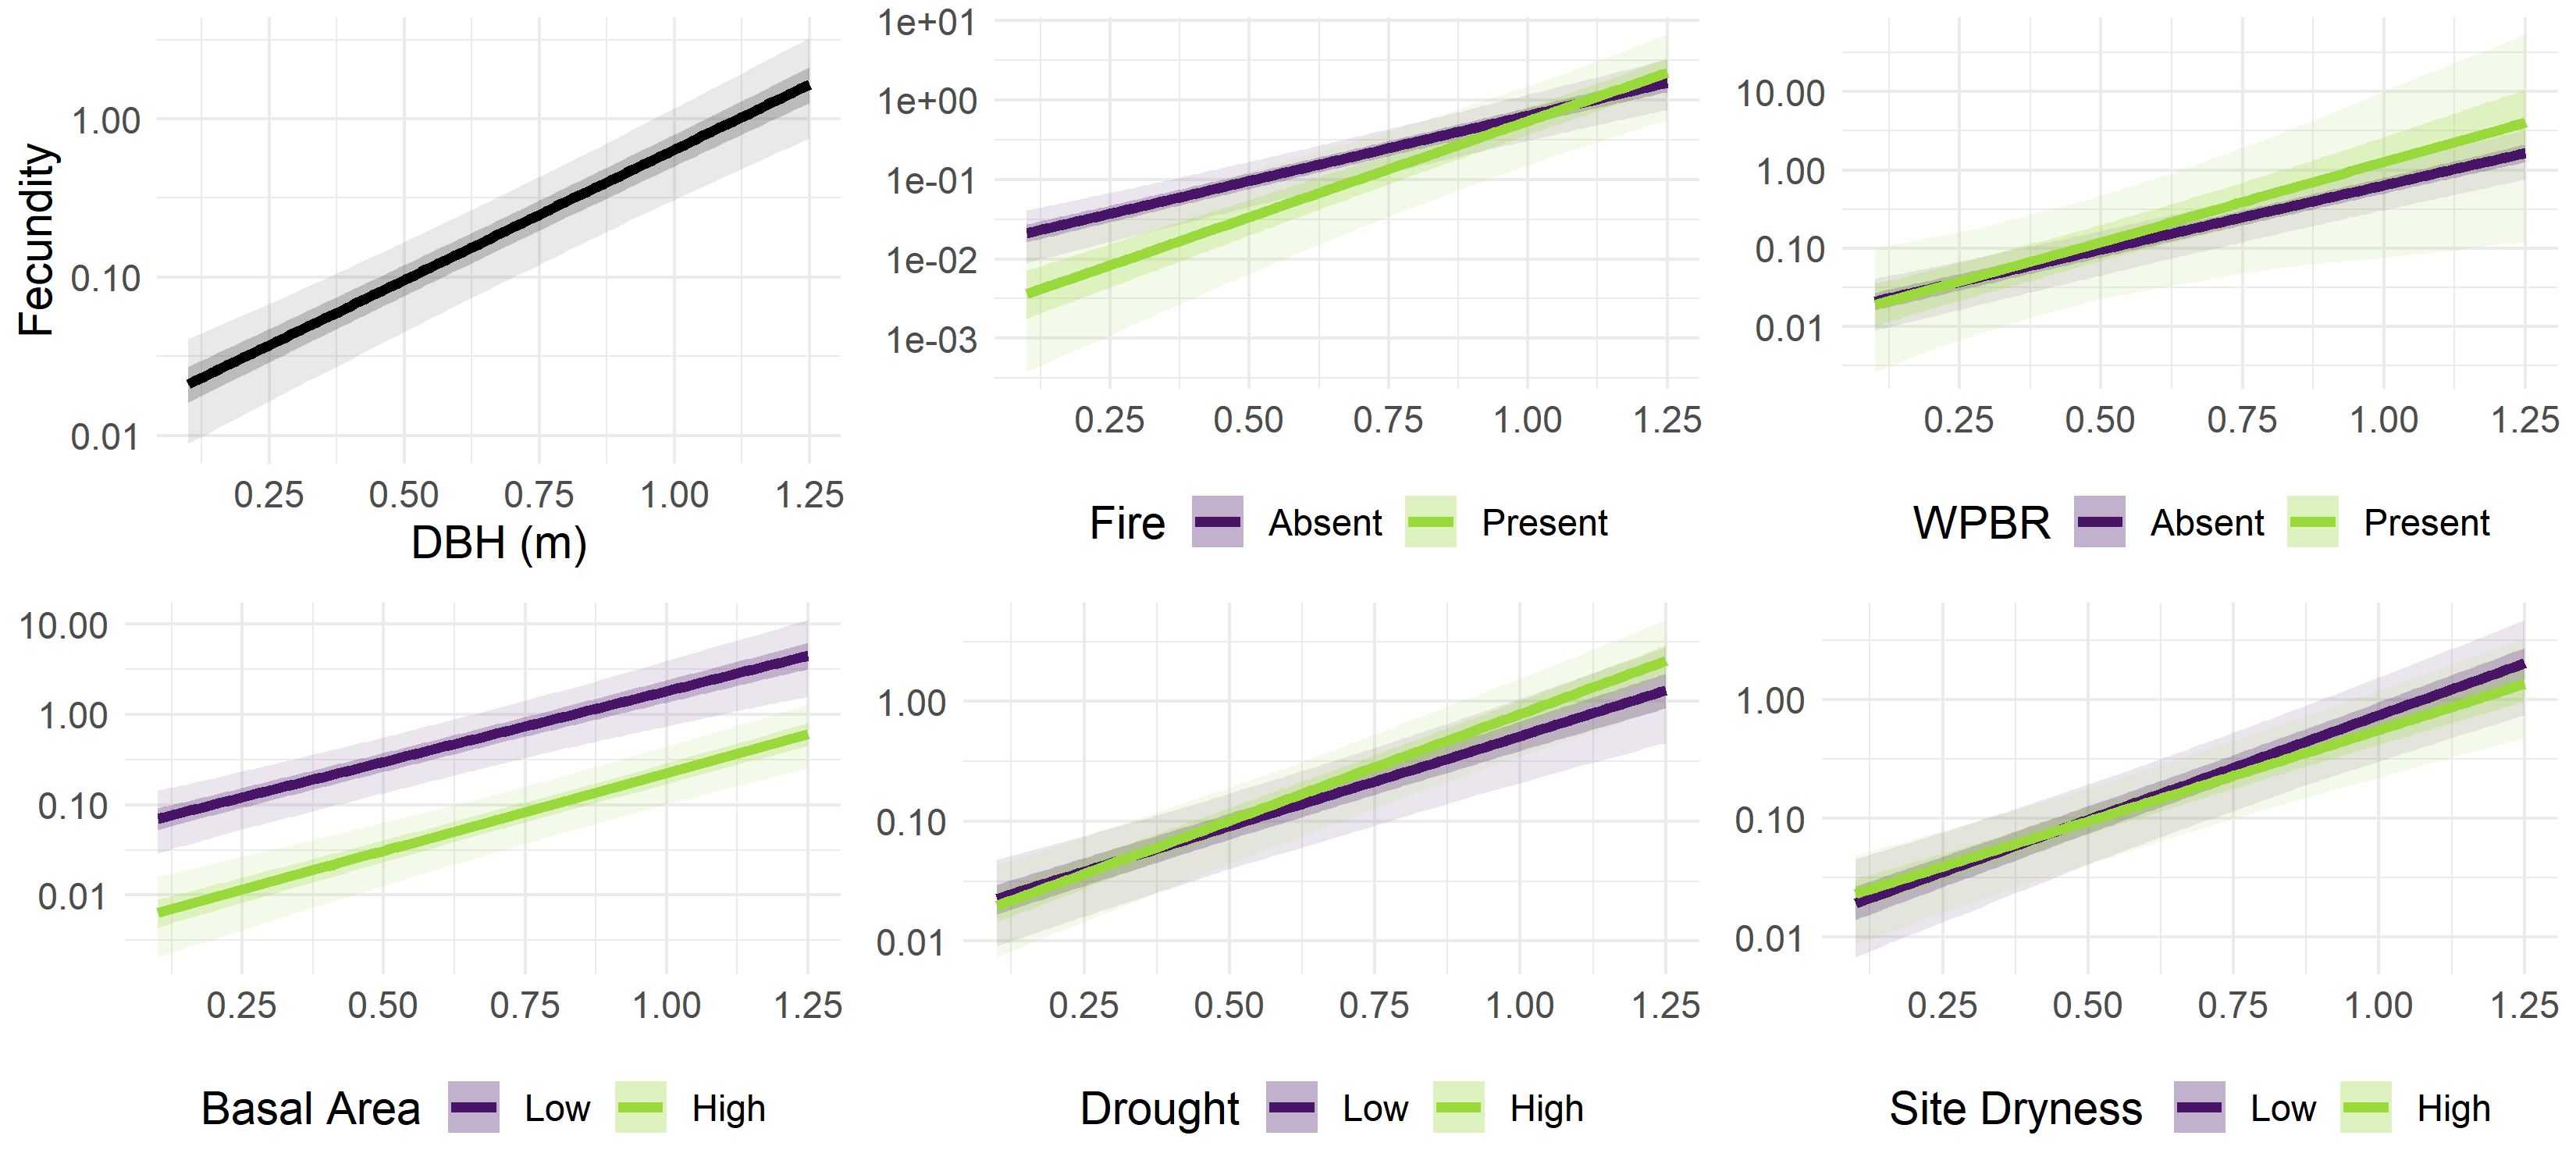 Fecundity
1.00
0.10
0.01
0.25 0.50 0.75 1.00 1.25
DBH (m)
1e+01
1e+00
1e-01
1e-02
1e-03
0.25 0.50 0.75 1.00 1.25
Fire Absent Present
10.00
1.00
0.10
0.01
0.25 0.50 0.75 1.00 1.25
WPBR Absent Present
10.00
1.00
0.10
0.01
0.25 0.50 0.75 1.00 1.25
Basal Area Low High
1.00
0.10
0.01
0.25 0.50 0.75 1.00 1.25
Drought Low High
1.00
0.10
0.01
0.25 0.50 0.75 1.00 1.25
Site Dryness Low High